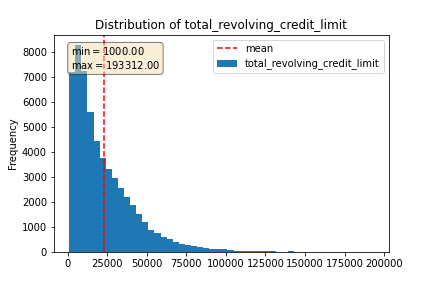 Distribution of total_revolving_credit_limit
min = 1000.00
max = 193312.00
mean
total_revolving_credit_limit
Frequency
8000
7000
6000
5000
4000
3000
2000
1000
0
0 25000 50000 75000 100000 125000 150000 175000 200000